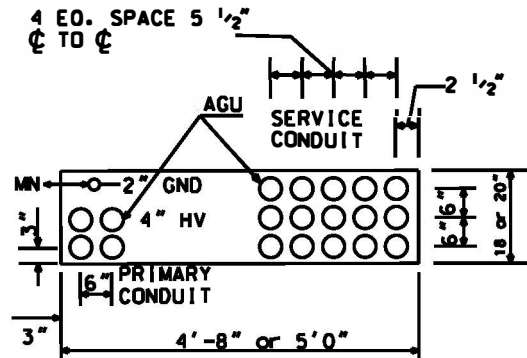 4 EQ. SPACE 5 1/2"
℄ TO ℄
2 1/2"
AGU
SERVICE
CONDUIT
MN
2" GND
4" HV
3"
6"
PRIMARY
CONDUIT
6"
6"
18 or 20"
3"
4'-8" or 5'0"